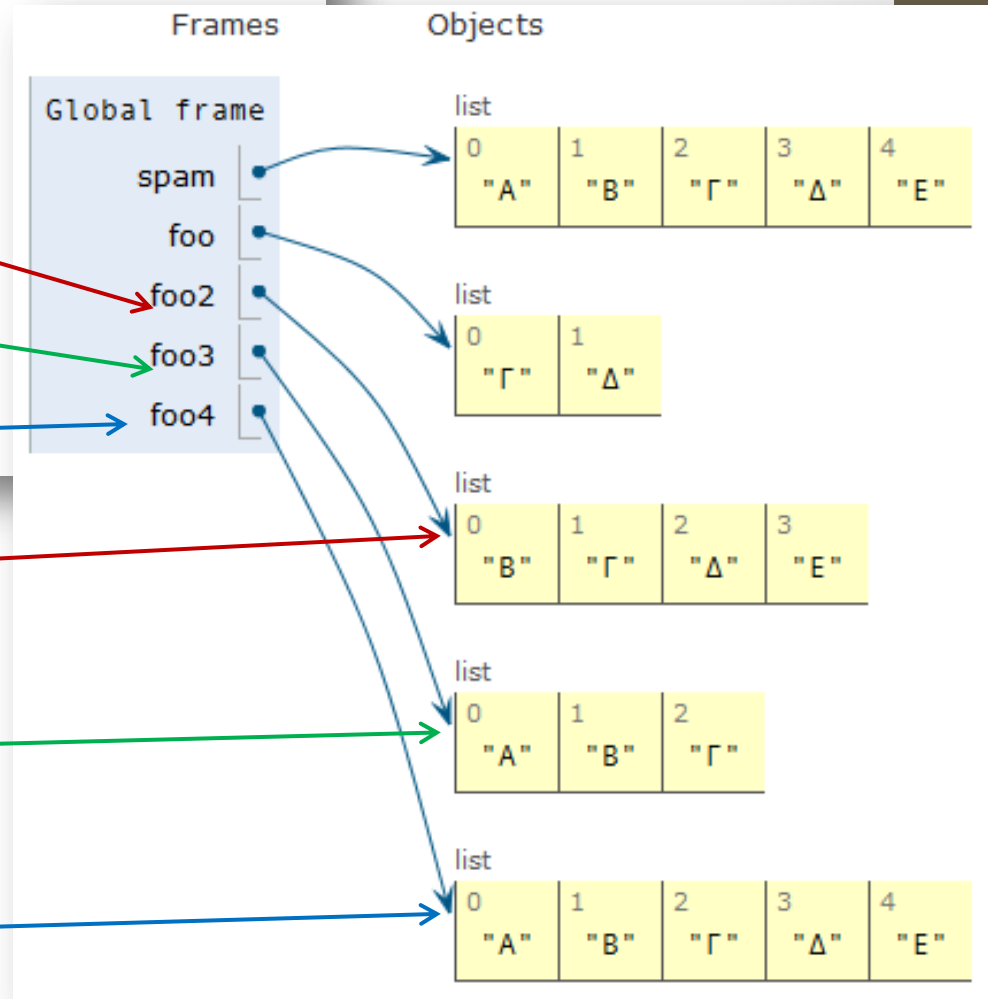 Frames Objects
Global frame
spam
foo
foo2
foo3
foo4
list
0 1 2 3 4
"Α" "Β" "Γ" "Δ" "Ε"
list
0 1
"Γ" "Δ"
list
0 1 2 3
"Β" "Γ" "Δ" "Ε"
list
0 1 2
"Α" "Β" "Γ"
list
0 1 2 3 4
"Α" "Β" "Γ" "Δ" "Ε"